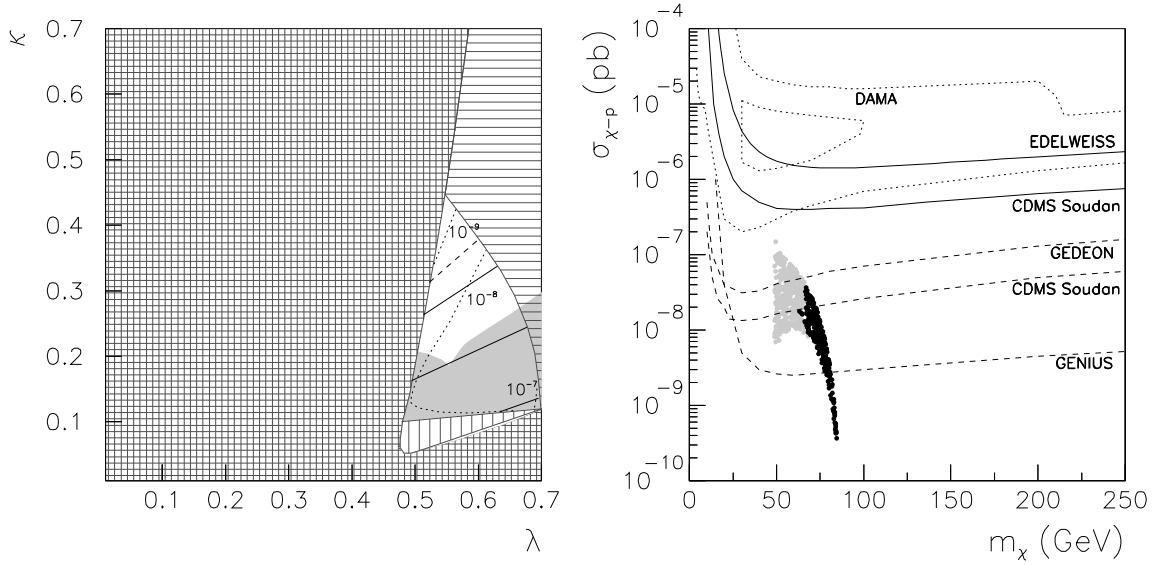 κ
0.7
0.6
0.5
0.4
0.3
0.2
0.1
10⁻⁹
10⁻⁸
10⁻⁷
0.1 0.2 0.3 0.4 0.5 0.6 0.7
λ
σχ−p (pb)
10⁻⁴
10⁻⁵
10⁻⁶
10⁻⁷
10⁻⁸
10⁻⁹
10⁻¹⁰
DAMA
EDELWEISS
CDMS Soudan
GEDEON
CDMS Soudan
GENIUS
0 50 100 150 200 250
mχ (GeV)